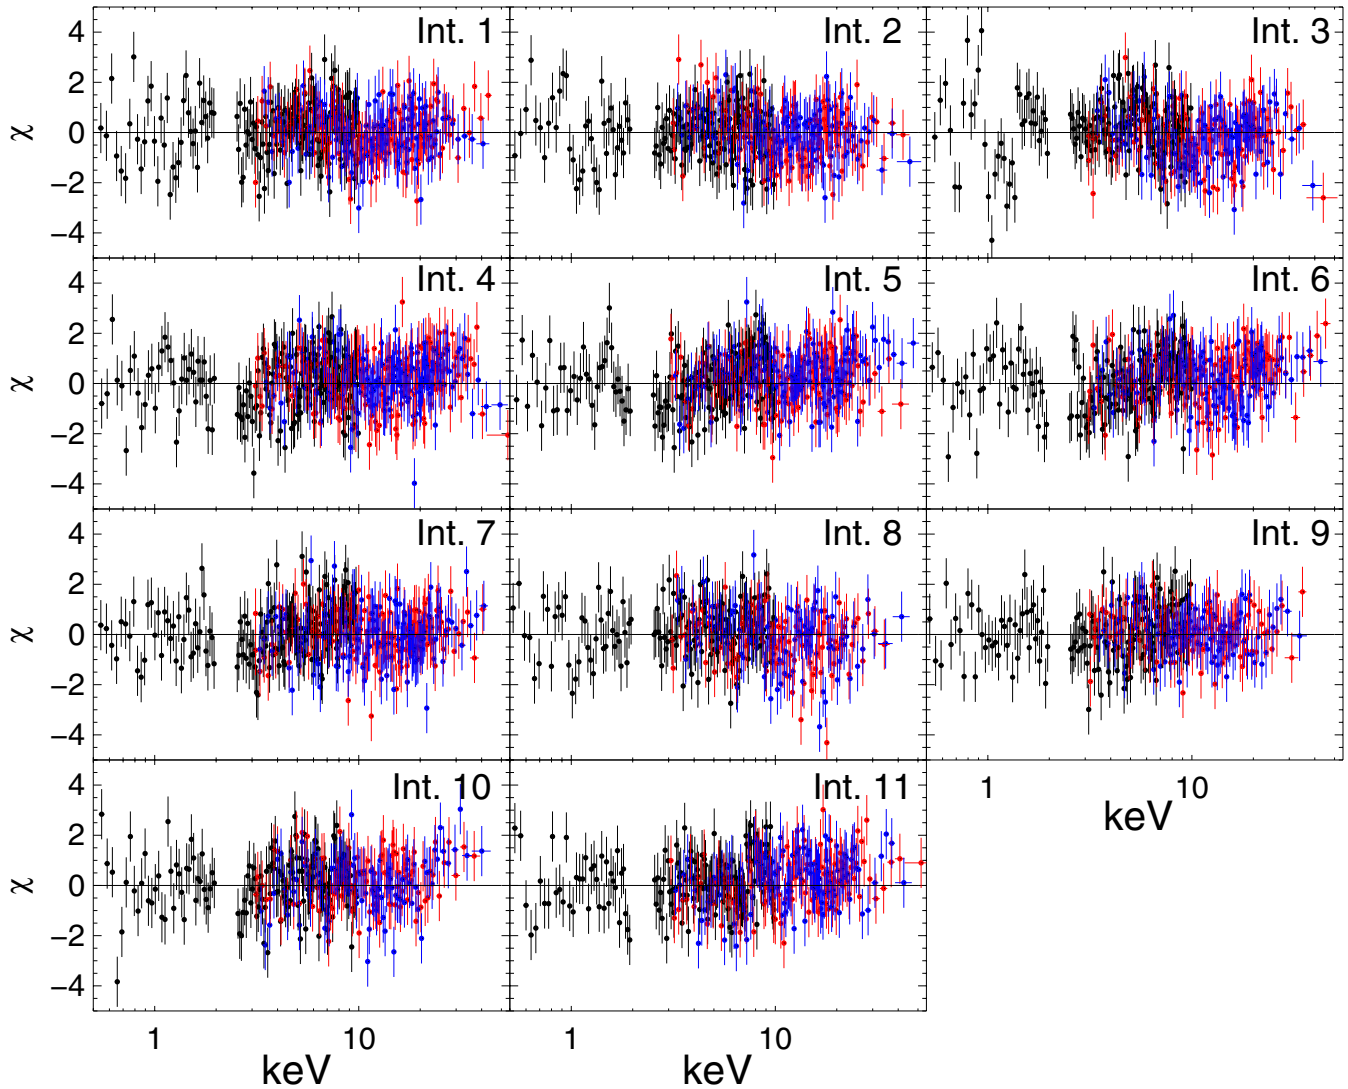 Int. 1 Int. 2 Int. 3
χ 4 2 0 −2 −4
Int. 4 Int. 5 Int. 6
χ 4 2 0 −2 −4
Int. 7 Int. 8 Int. 9
χ 4 2 0 −2 −4
1 10
keV
Int. 10 Int. 11
χ 4 2 0 −2 −4
1 10 1 10
keV keV